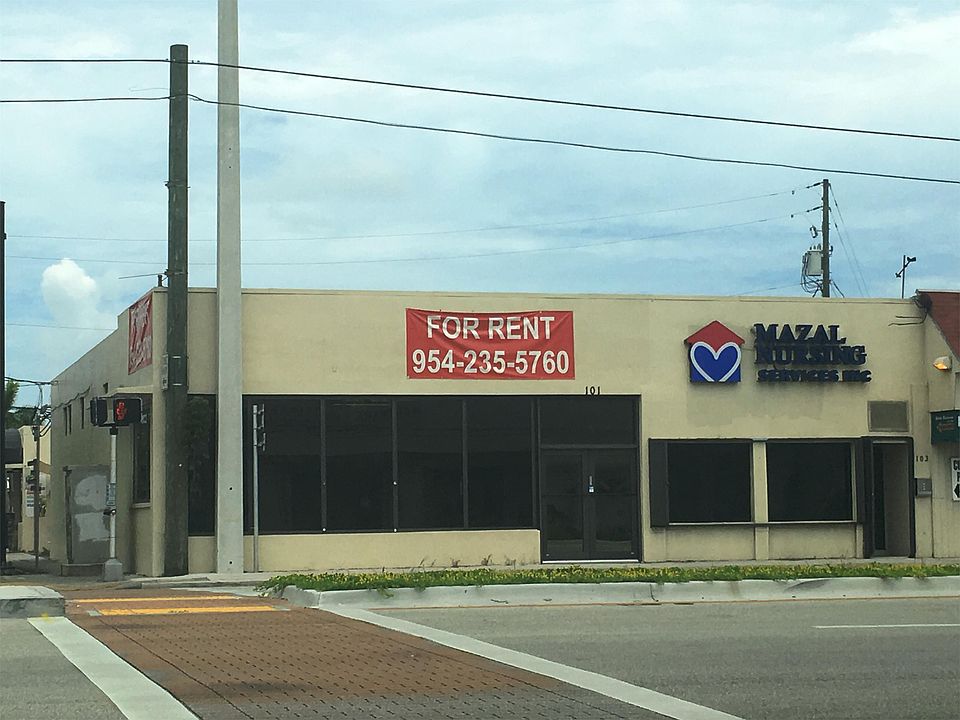 FOR RENT
954-235-5760
101
MAZAL
NURSING
SERVICES INC
103